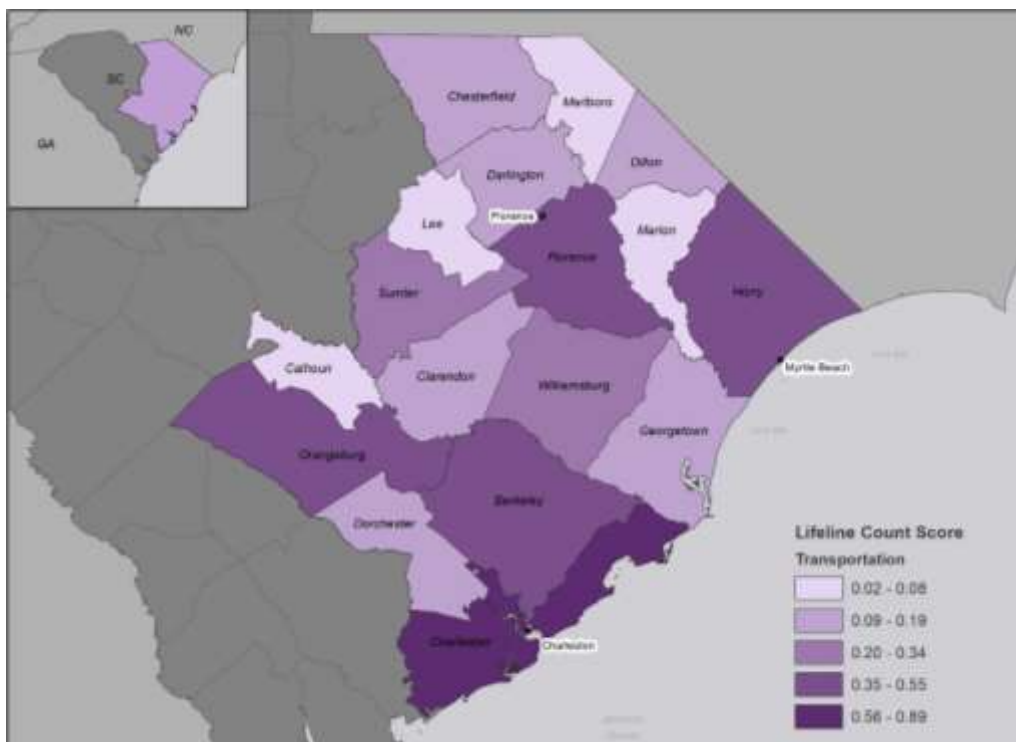 NC
SC
GA
Chesterfield
Marlboro
Dillon
Darlington
Lee
Florence
Marion
Florence
Horry
Sumter
Myrtle Beach
Calhoun
Clarendon
Williamsburg
Georgetown
Orangeburg
Berkeley
Dorchester
Charleston
Charleston
Lifeline Count Score
Transportation
0.02 - 0.08
0.09 - 0.19
0.20 - 0.34
0.35 - 0.55
0.56 - 0.89